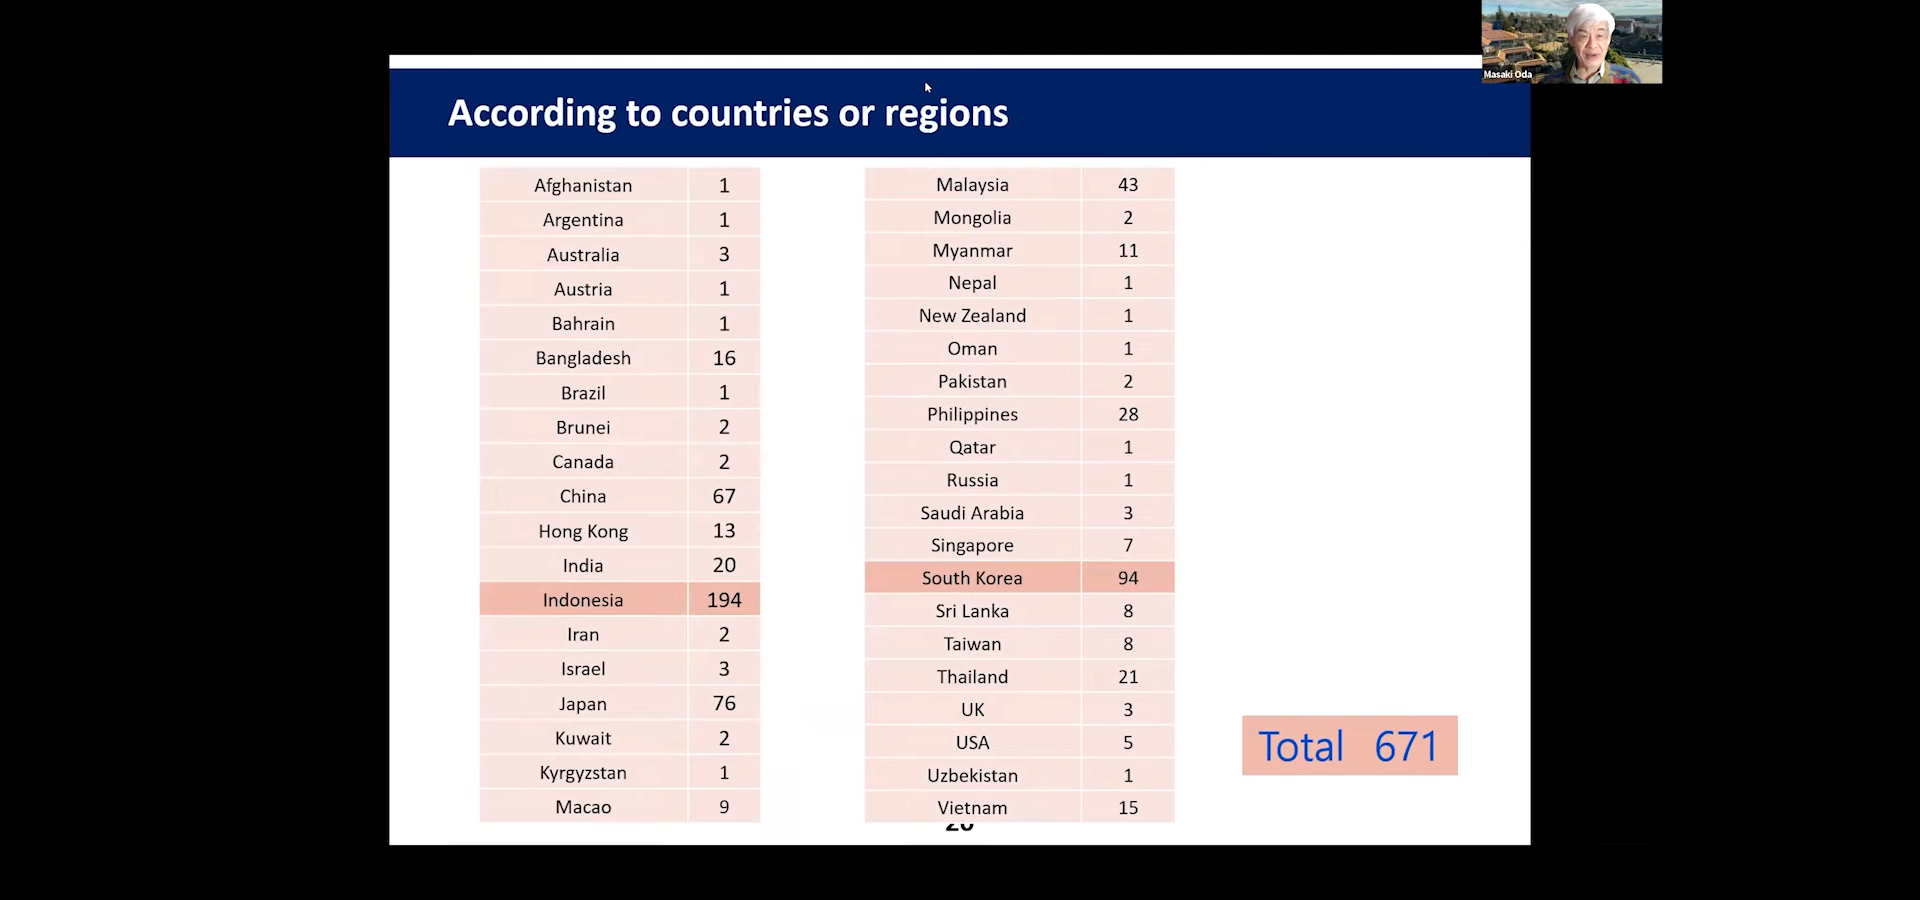 Masaki Oda
According to countries or regions
Afghanistan 1
Argentina 1
Australia 3
Austria 1
Bahrain 1
Bangladesh 16
Brazil 1
Brunei 2
Canada 2
China 67
Hong Kong 13
India 20
Indonesia 194
Iran 2
Israel 3
Japan 76
Kuwait 2
Kyrgyzstan 1
Macao 9
Malaysia 43
Mongolia 2
Myanmar 11
Nepal 1
New Zealand 1
Oman 1
Pakistan 2
Philippines 28
Qatar 1
Russia 1
Saudi Arabia 3
Singapore 7
South Korea 94
Sri Lanka 8
Taiwan 8
Thailand 21
UK 3
USA 5
Uzbekistan 1
Vietnam 15
Total 671